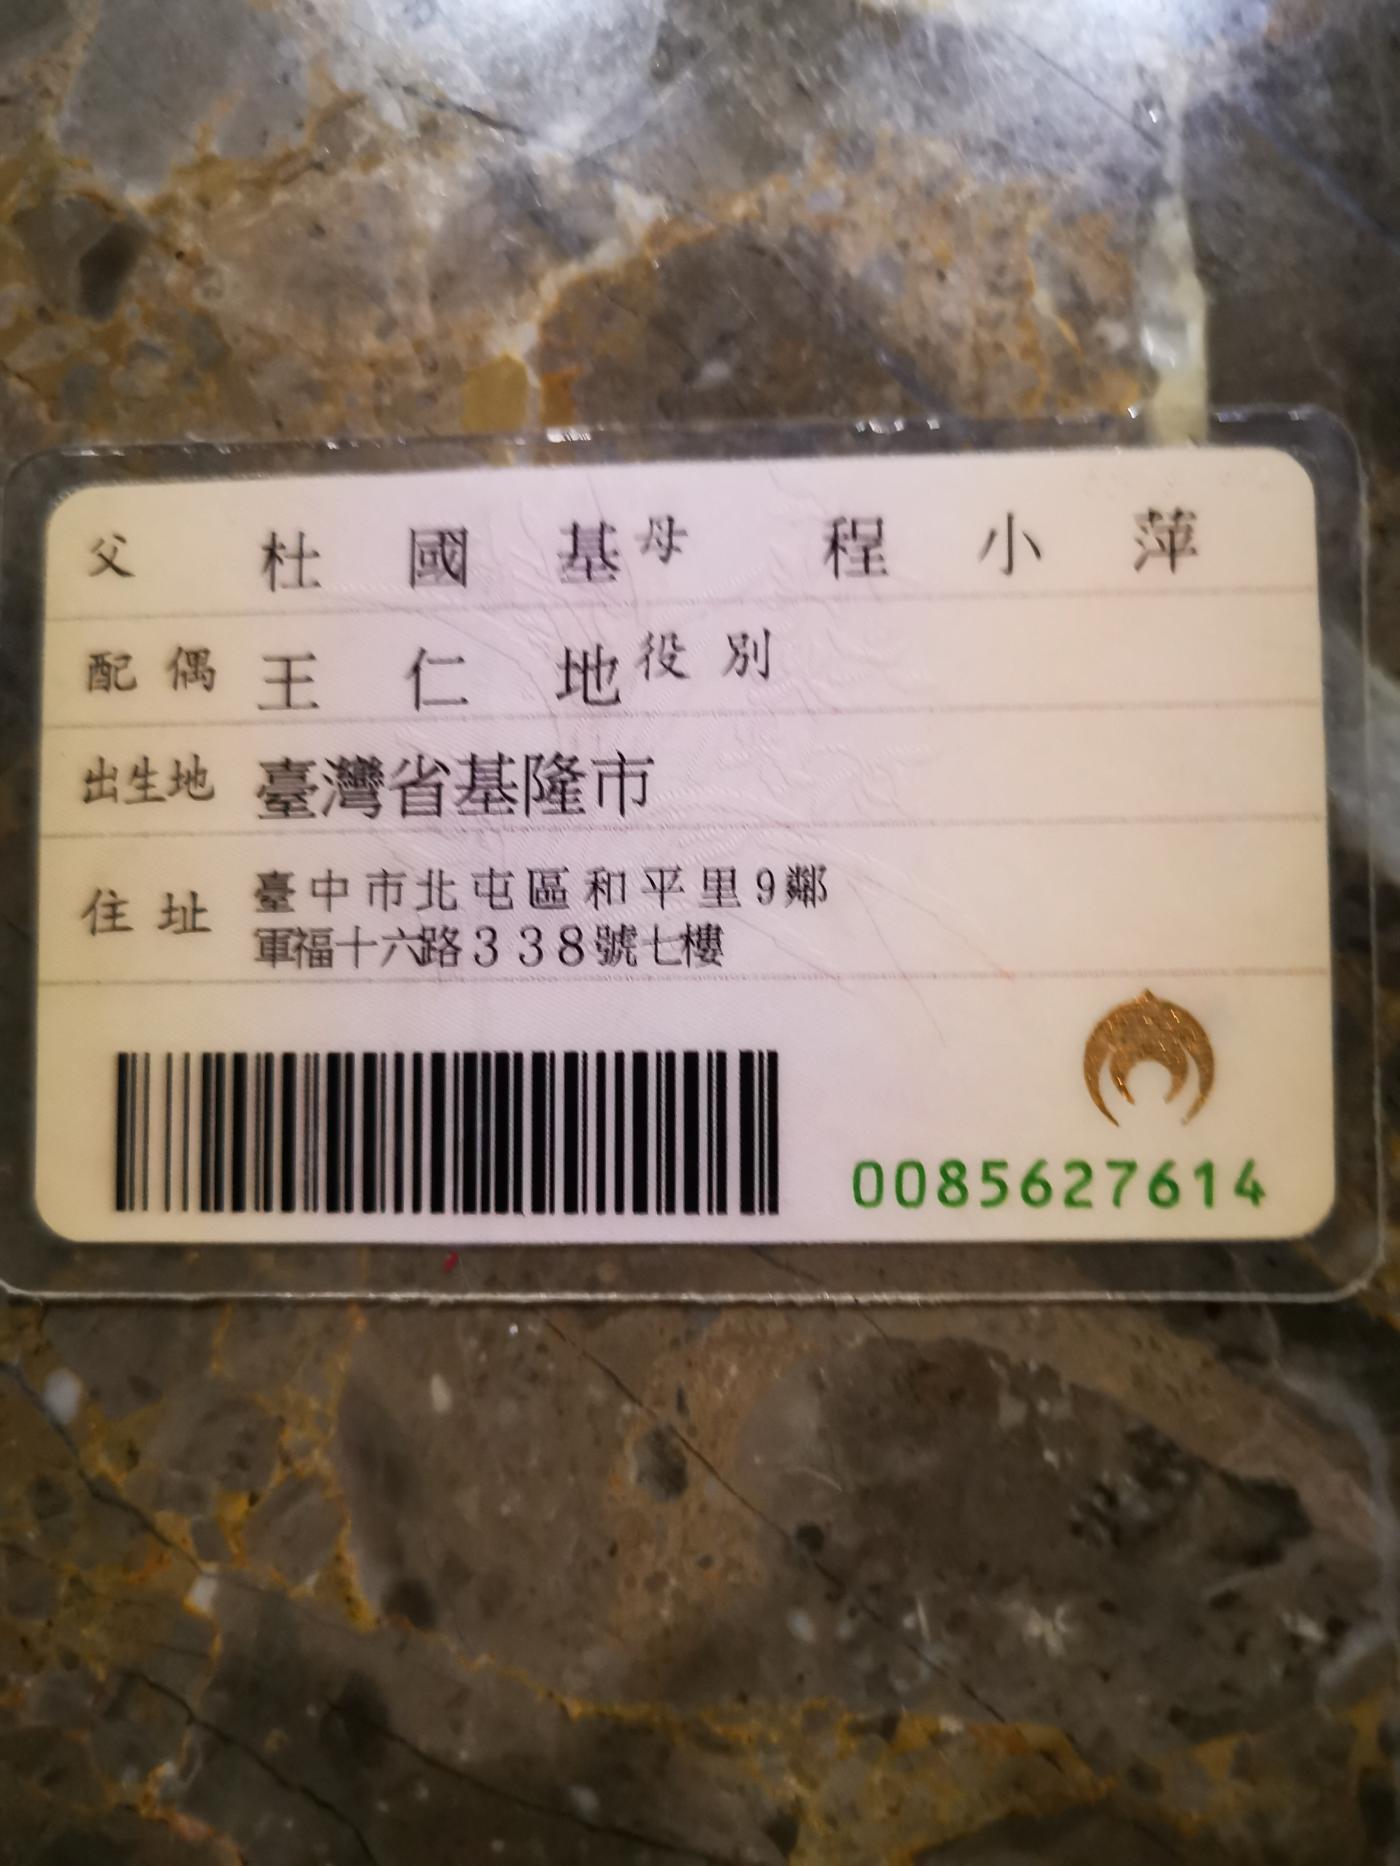 父 杜國基 母 程小萍
配偶 王仁地 役別
出生地 臺灣省基隆市
住址 臺中市北屯區和平里9鄰
軍福十六路338號七樓
0085627614